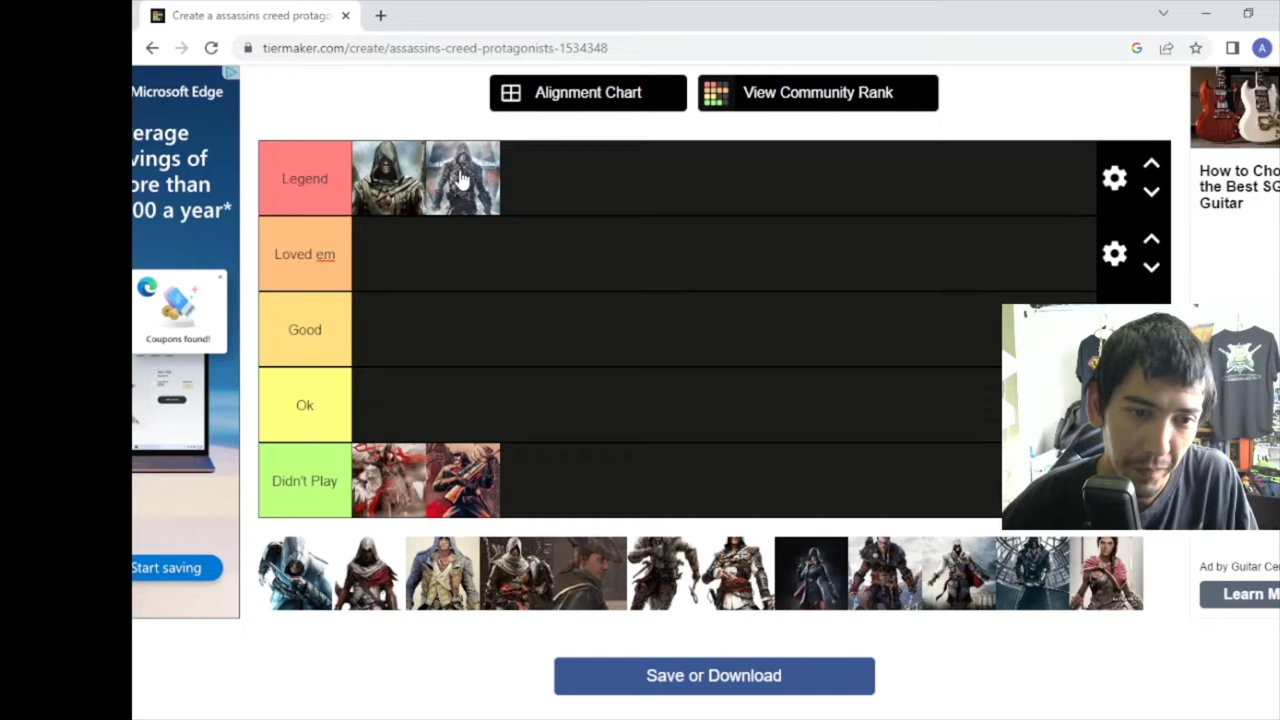 Create a assassins creed protago
tiermaker.com/create/assassins-creed-protagonists-1534348
A
Microsoft Edge
erage
vings of
ore than
00 a year*
Coupons found!
Start saving
Alignment Chart
View Community Rank
Legend
Loved em
Good
Ok
Didn't Play
Save or Download
How to Cho
the Best SG
Guitar
Ad by Guitar Ce
Learn M